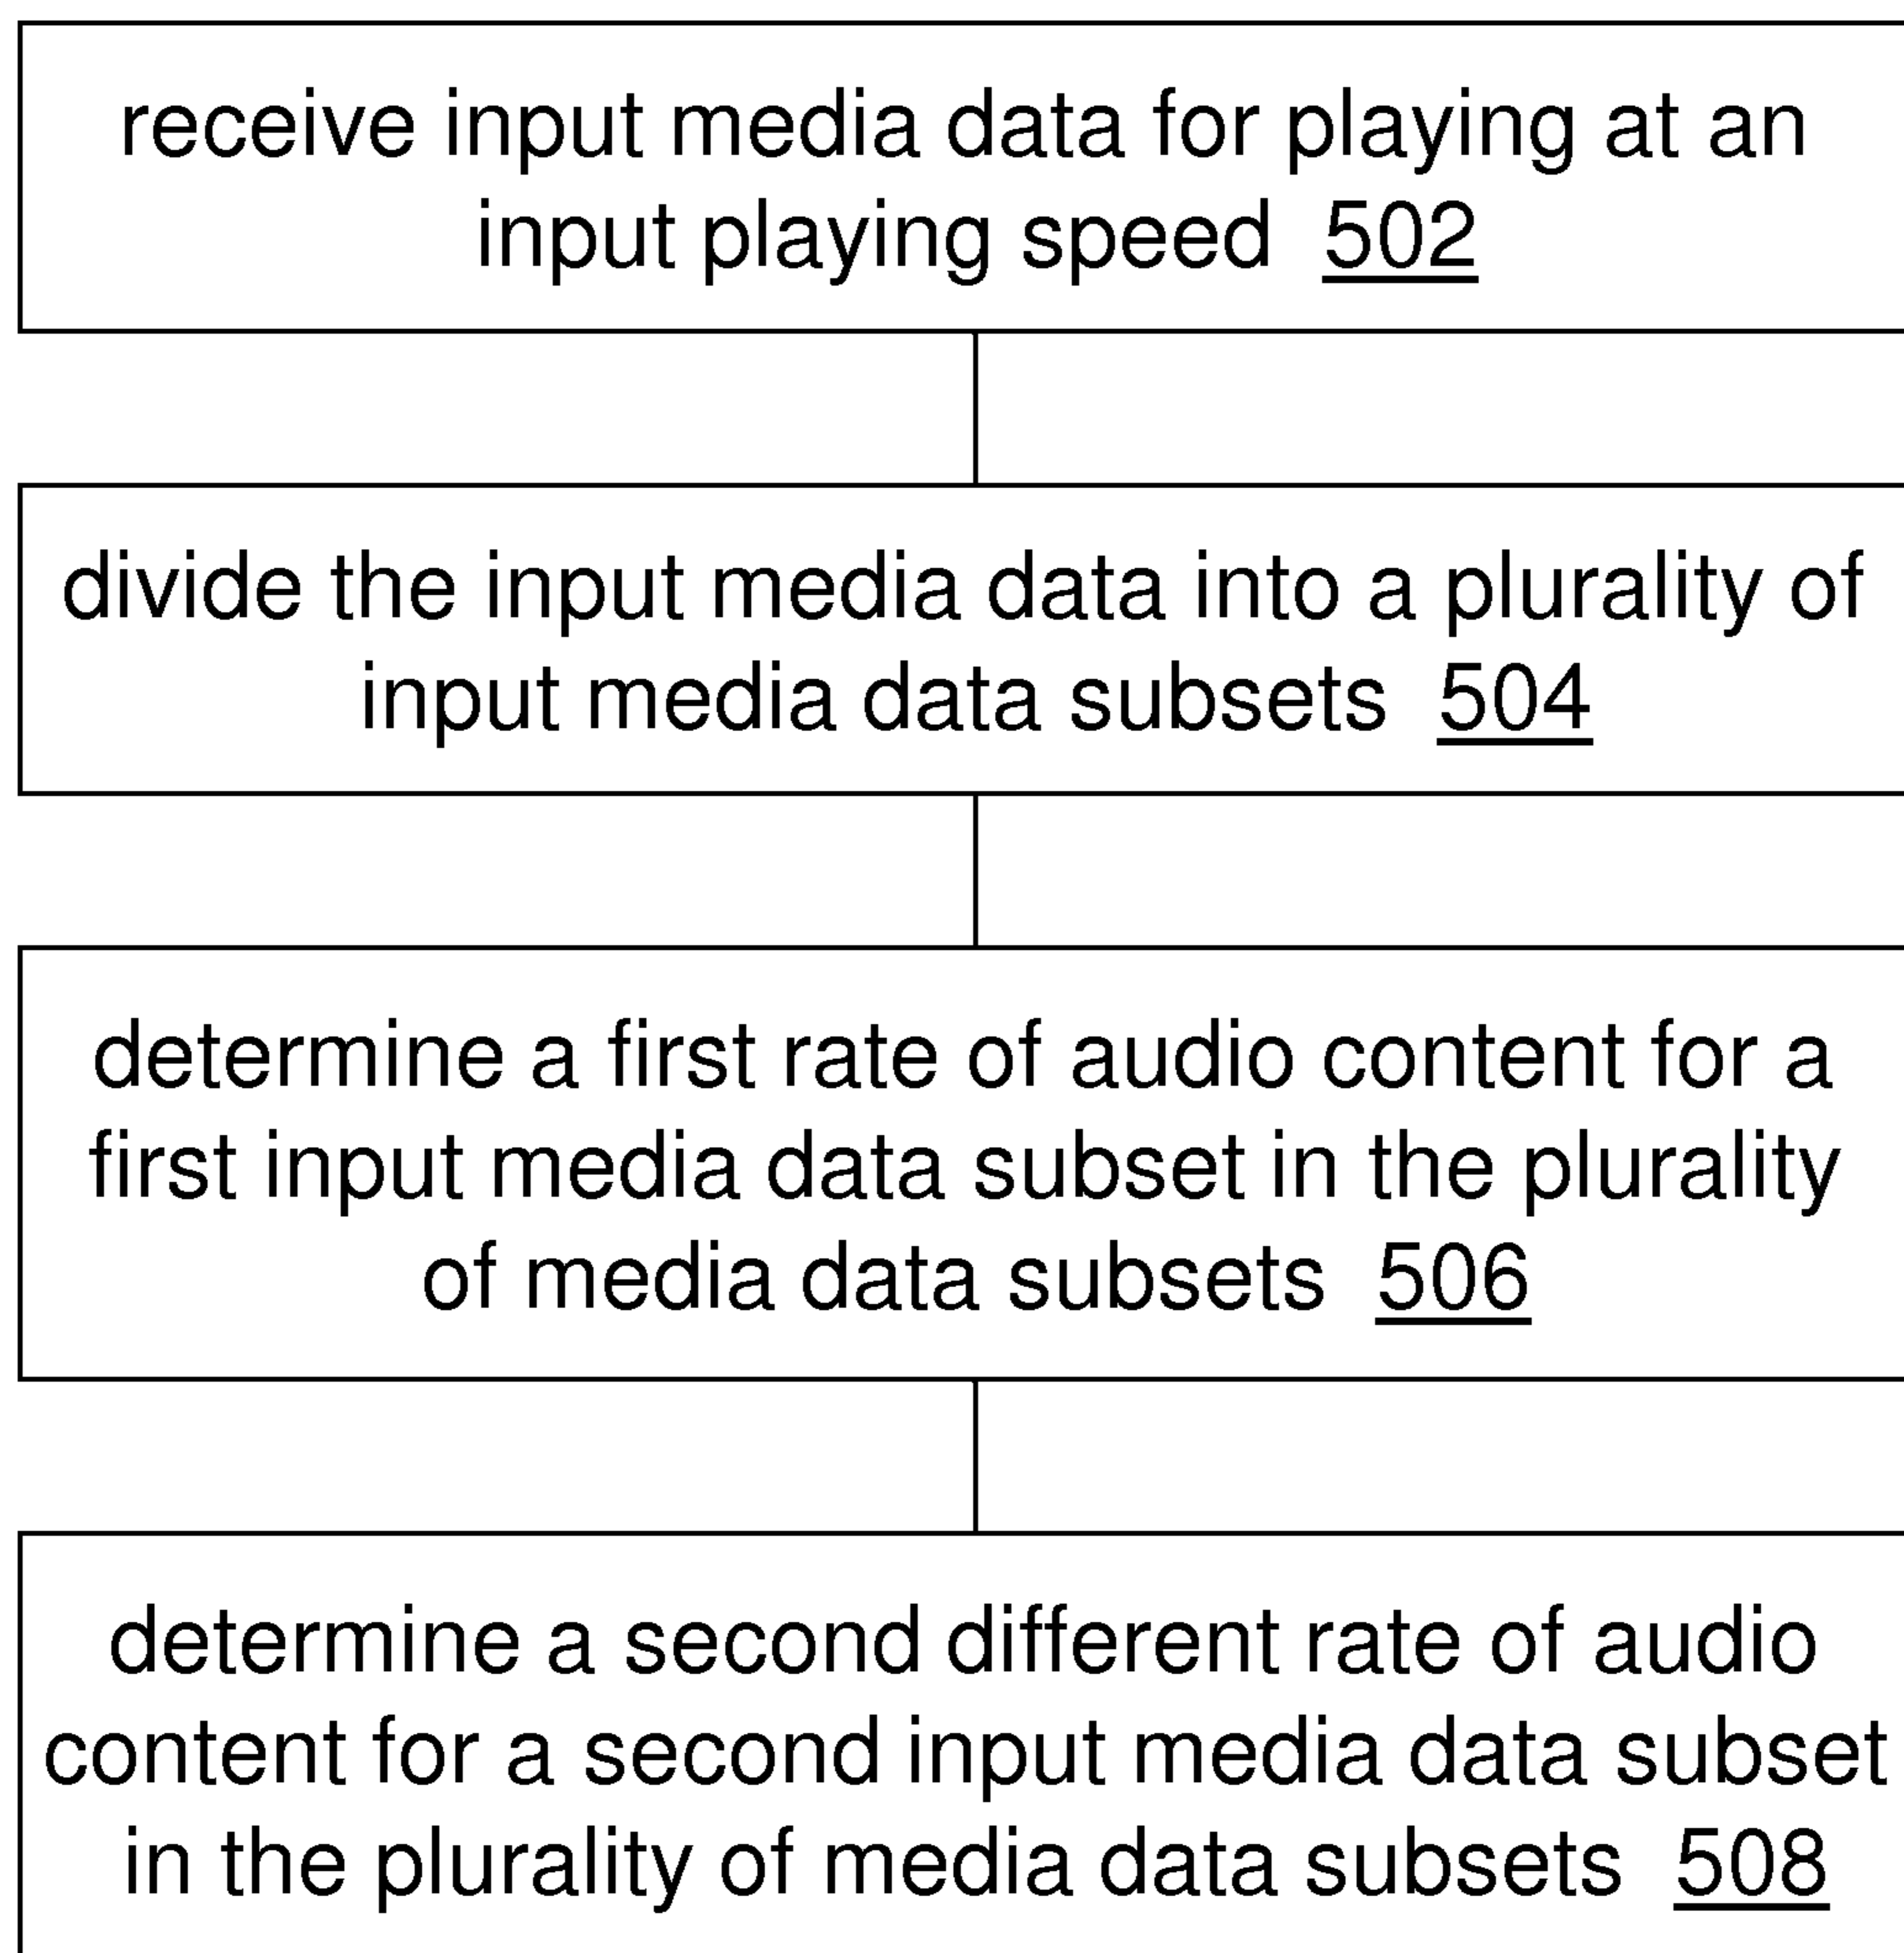 receive input media data for playing at an
input playing speed 502
divide the input media data into a plurality of
input media data subsets 504
determine a first rate of audio content for a
first input media data subset in the plurality
of media data subsets 506
determine a second different rate of audio
content for a second input media data subset
in the plurality of media data subsets 508